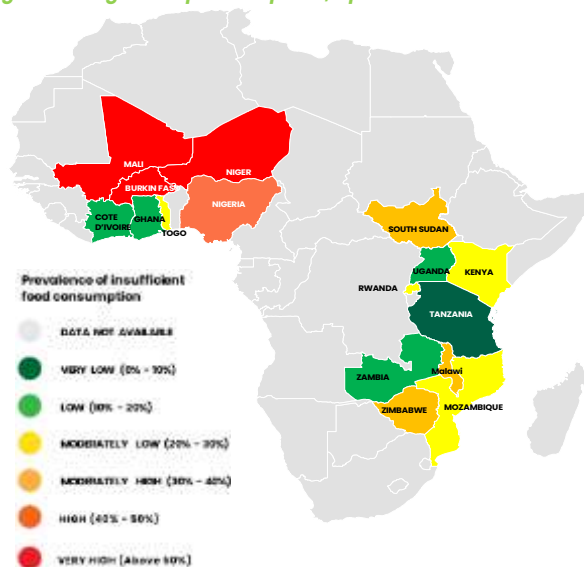 MALI
NIGER
BURKIN FAS
NIGERIA
COTE
D'IVOIRE
GHANA
TOGO
SOUTH SUDAN
UGANDA
KENYA
RWANDA
TANZANIA
Malawi
ZAMBIA
ZIMBABWE
MOZAMBIQUE
Prevalence of insufficient
food consumption
DATA NOT AVAILABLE
VERY LOW (0% - 10%)
LOW (10% - 20%)
MODERATELY LOW (20% - 30%)
MODERATELY HIGH (30% - 40%)
HIGH (40% - 50%)
VERY HIGH (Above 50%)